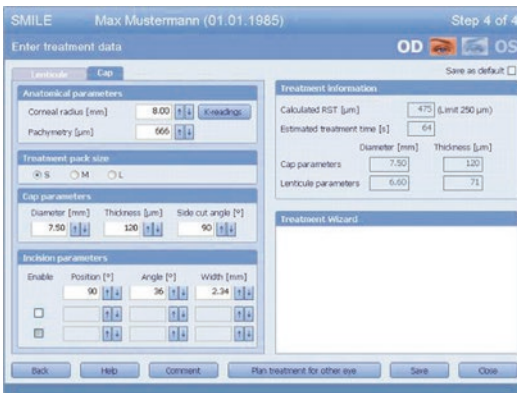 SMILE Max Mustermann (01.01.1985) Step 4 of 4
Enter treatment data OD OS
Lenticule Cap Save as default
Anatomical parameters
Corneal radius [mm] 8.00 K-readings
Pachymetry [µm] 666
Treatment pack size
S M L
Cap parameters
Diameter [mm] Thickness [µm] Side cut angle [°]
7.50 120 90
Incision parameters
Enable Position [°] Angle [°] Width [mm]
90 36 2.34
Treatment information
Calculated RST [µm] 475 (Limit 250 µm)
Estimated treatment time [s] 64
Diameter [mm] Thickness [µm]
Cap parameters 7.50 120
Lenticule parameters 6.60 71
Treatment Wizard
Back Help Comment Plan treatment for other eye Save Close